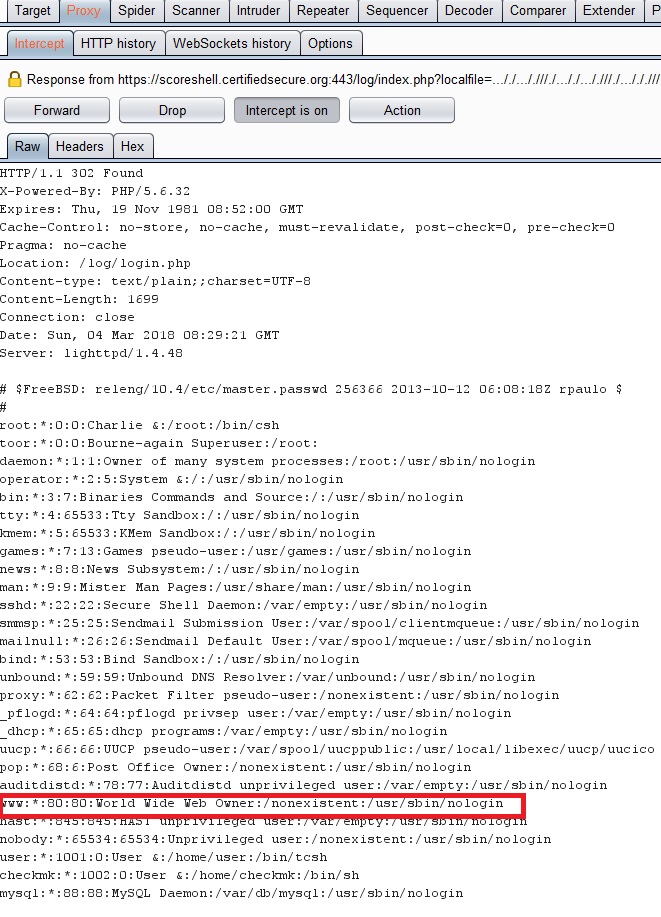 Target Proxy Spider Scanner Intruder Repeater Sequencer Decoder Comparer Extender P
Intercept HTTP history WebSockets history Options
Response from https://scoreshell.certifiedsecure.org:443/log/index.php?localfile=
Forward Drop Intercept is on Action
Raw Headers Hex
HTTP/1.1 302 Found
X-Powered-By: PHP/5.6.32
Expires: Thu, 19 Nov 1981 08:52:00 GMT
Cache-Control: no-store, no-cache, must-revalidate, post-check=0, pre-check=0
Pragma: no-cache
Location: /log/login.php
Content-type: text/plain;;charset=UTF-8
Content-Length: 1699
Connection: close
Date: Sun, 04 Mar 2018 08:29:21 GMT
Server: lighttpd/1.4.48
# $FreeBSD: releng/10.4/etc/master.passwd 256366 2013-10-12 06:08:18Z rpaulo $
#
root:*:0:0:Charlie &:/root:/bin/csh
toor:*:0:0:Bourne-again Superuser:/root:
daemon:*:1:1:Owner of many system processes:/root:/usr/sbin/nologin
operator:*:2:5:System &:/:/usr/sbin/nologin
bin:*:3:7:Binaries Commands and Source:/:/usr/sbin/nologin
tty:*:4:65533:Tty Sandbox:/:/usr/sbin/nologin
kmem:*:5:65533:KMem Sandbox:/:/usr/sbin/nologin
games:*:7:13:Games pseudo-user:/usr/games:/usr/sbin/nologin
news:*:8:8:News Subsystem:/:/usr/sbin/nologin
man:*:9:9:Mister Man Pages:/usr/share/man:/usr/sbin/nologin
sshd:*:22:22:Secure Shell Daemon:/var/empty:/usr/sbin/nologin
smmsp:*:25:25:Sendmail Submission User:/var/spool/clientmqueue:/usr/sbin/nologin
mailnull:*:26:26:Sendmail Default User:/var/spool/mqueue:/usr/sbin/nologin
bind:*:53:53:Bind Sandbox:/:/usr/sbin/nologin
unbound:*:59:59:Unbound DNS Resolver:/var/unbound:/usr/sbin/nologin
proxy:*:62:62:Packet Filter pseudo-user:/nonexistent:/usr/sbin/nologin
_pflogd:*:64:64:pflogd privsep user:/var/empty:/usr/sbin/nologin
_dhcp:*:65:65:dhcp programs:/var/empty:/usr/sbin/nologin
uucp:*:66:66:UUCP pseudo-user:/var/spool/uucppublic:/usr/local/libexec/uucp/uucico
pop:*:68:6:Post Office Owner:/nonexistent:/usr/sbin/nologin
auditdistd:*:78:77:Auditdistd unprivileged user:/var/empty:/usr/sbin/nologin
www:*:80:80:World Wide Web Owner:/nonexistent:/usr/sbin/nologin
hast:*:845:845:HAST unprivileged user:/var/empty:/usr/sbin/nologin
nobody:*:65534:65534:Unprivileged user:/nonexistent:/usr/sbin/nologin
user:*:1001:0:User &:/home/user:/bin/tcsh
checkmk:*:1002:0:User &:/home/checkmk:/bin/sh
mysql:*:88:88:MySQL Daemon:/var/db/mysql:/usr/sbin/nologin